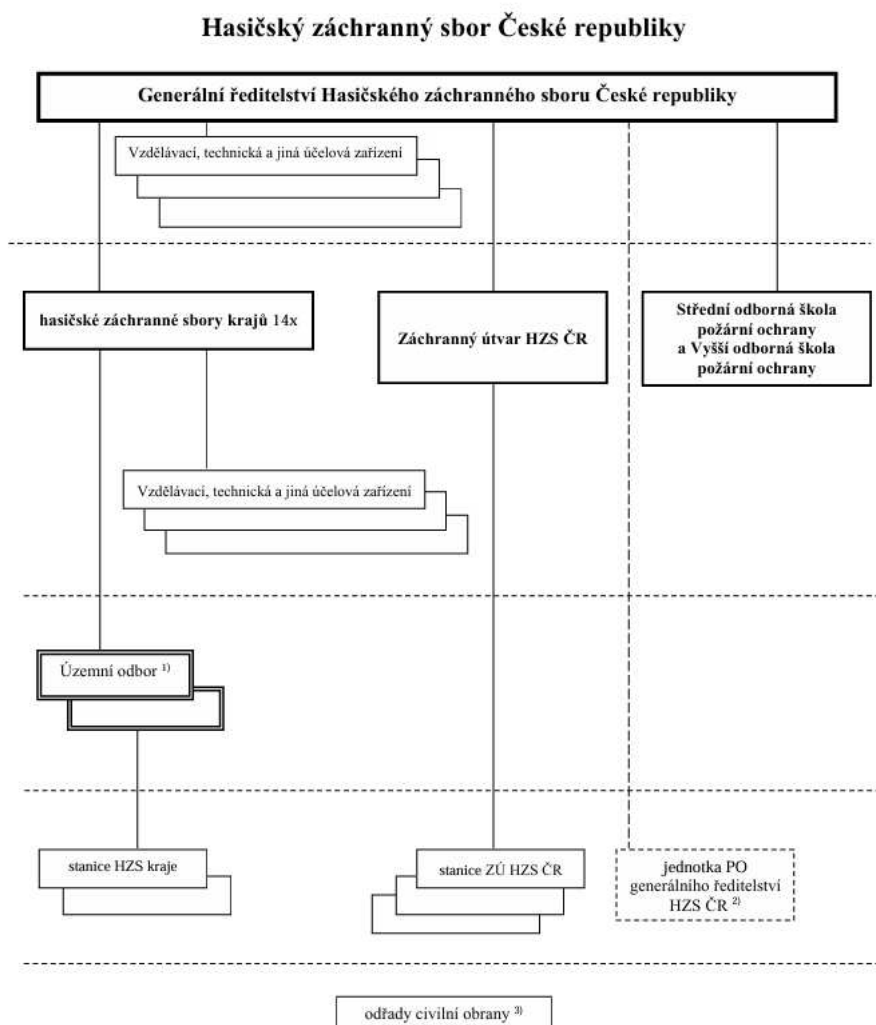 Hasičský záchranný sbor České republiky
Generální ředitelství Hasičského záchranného sboru České republiky
Vzdělávací, technická a jiná účelová zařízení
hasičské záchranné sbory krajů 14x
Záchranný útvar HZS ČR
Střední odborná škola
požární ochrany
a Vyšší odborná škola
požární ochrany
Vzdělávací, technická a jiná účelová zařízení
Územní odbor 1)
stanice HZS kraje
stanice ZÚ HZS ČR
jednotka PO
generálního ředitelství
HZS ČR 2)
odřady civilní obrany 3)